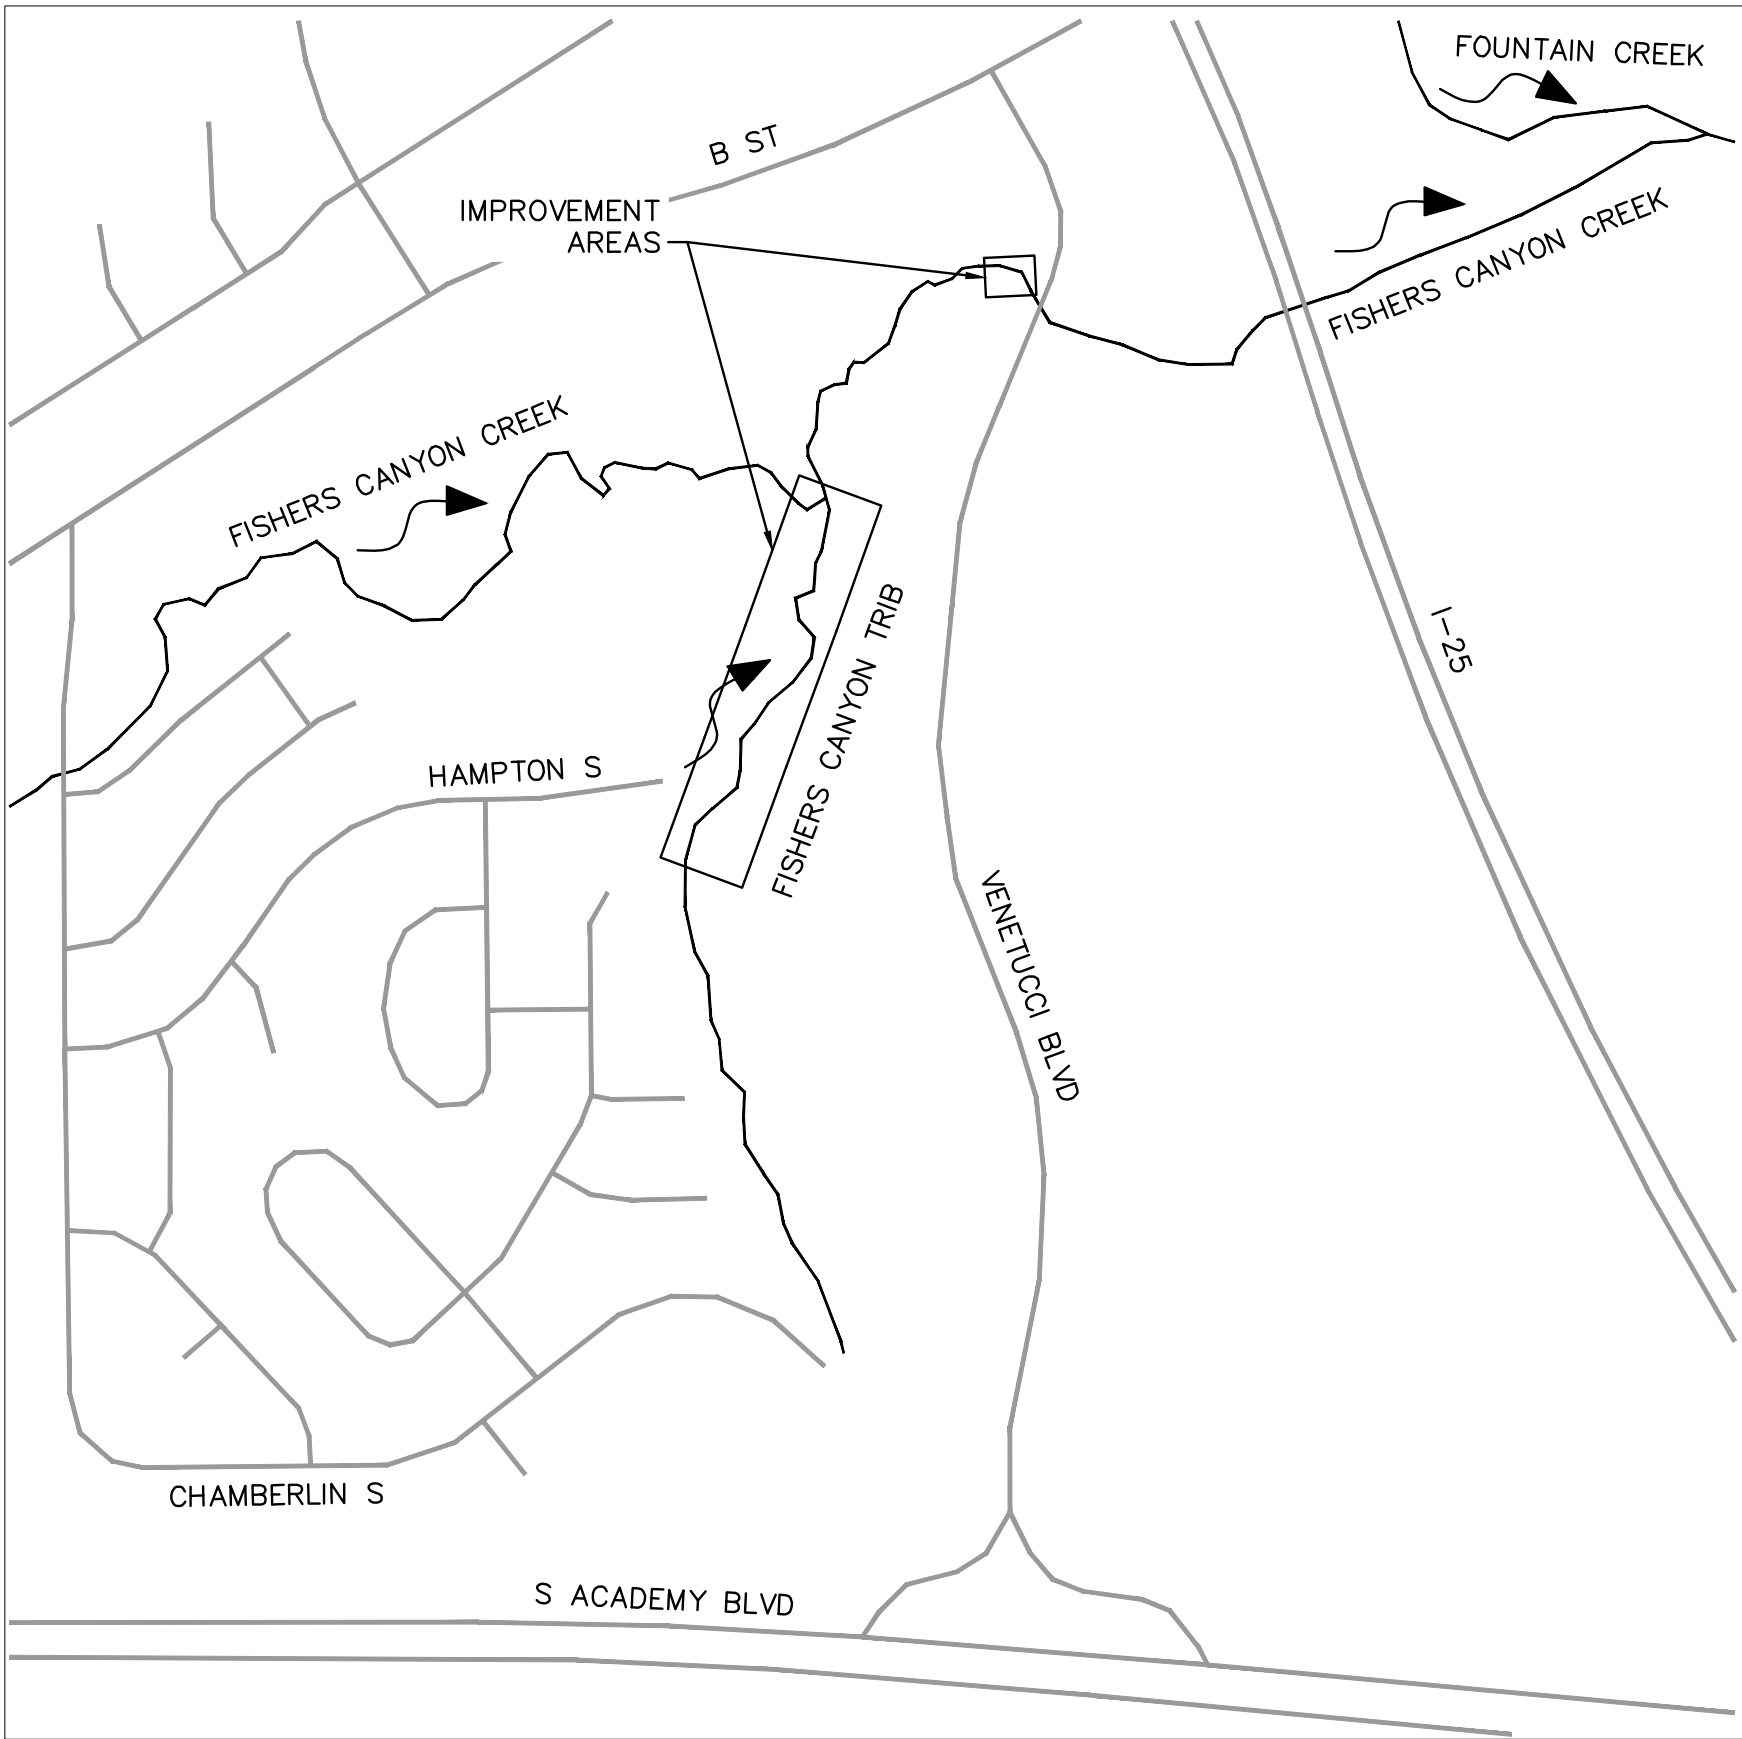 FOUNTAIN CREEK
B ST
IMPROVEMENT
AREAS
FISHERS CANYON CREEK
FISHERS CANYON CREEK
I-25
FISHERS CANYON TRIB
HAMPTON S
VENETUCCI BLVD
CHAMBERLIN S
S ACADEMY BLVD